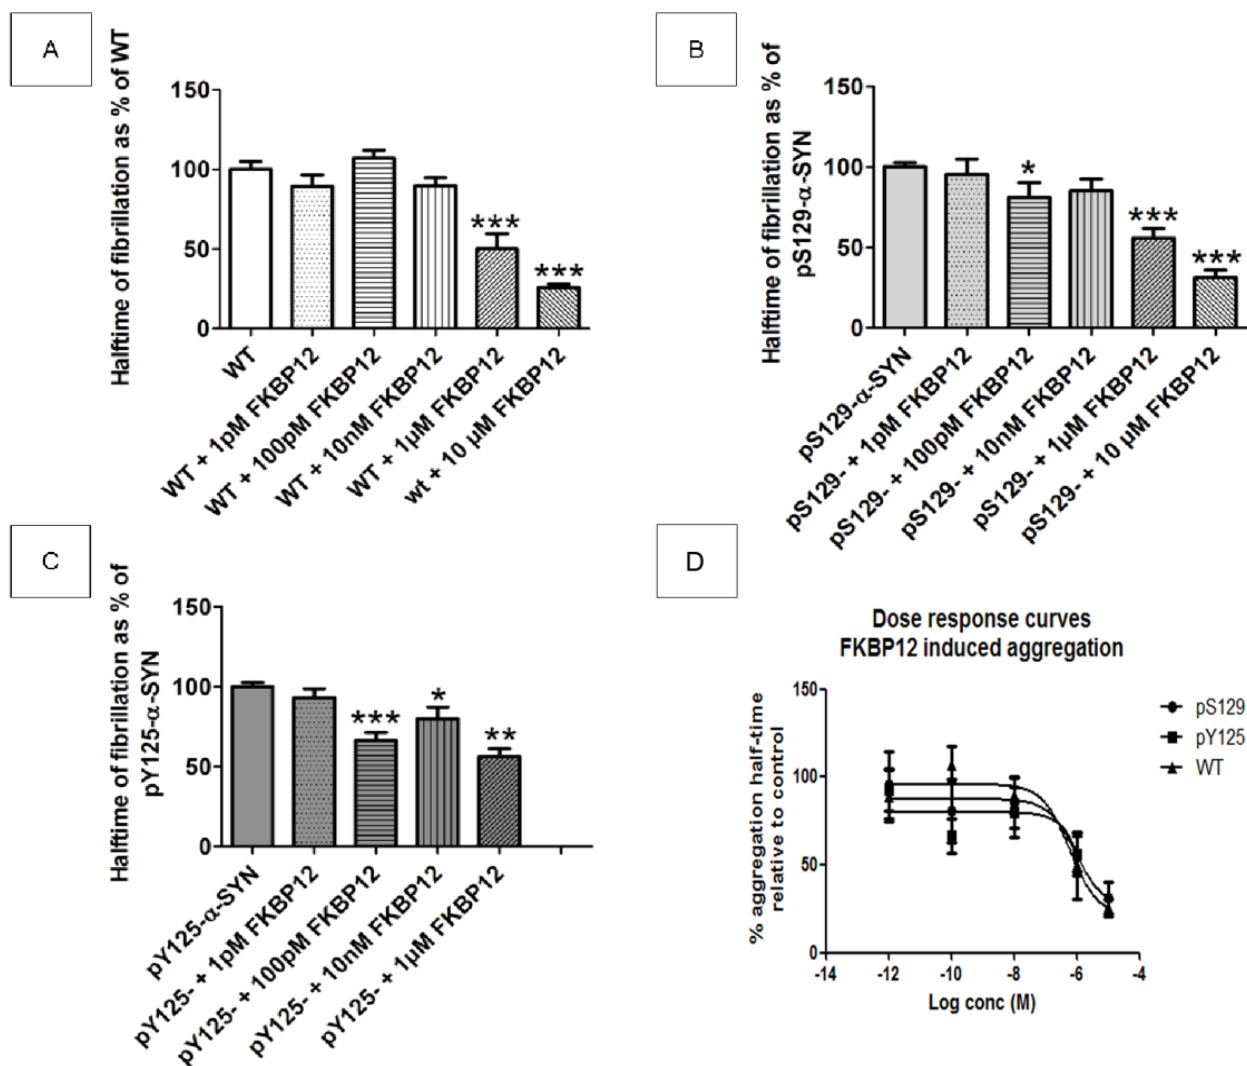 A
Halftime of fibrillation as % of WT
150
100
50
0
***
***
WT
WT + 1pM FKBP12
WT + 100pM FKBP12
WT + 10nM FKBP12
WT + 1µM FKBP12
wt + 10 µM FKBP12
B
Halftime of fibrillation as % of
pS129-α-SYN
150
100
50
0
*
***
***
pS129-α-SYN
pS129- + 1pM FKBP12
pS129- + 100pM FKBP12
pS129- + 10nM FKBP12
pS129- + 1µM FKBP12
pS129- + 10 µM FKBP12
C
Halftime of fibrillation as % of
pY125-α-SYN
150
100
50
0
***
*
**
pY125-α-SYN
pY125- + 1pM FKBP12
pY125- + 100pM FKBP12
pY125- + 10nM FKBP12
pY125- + 1µM FKBP12
D
Dose response curves
FKBP12 induced aggregation
% aggregation half-time
relative to control
150
100
50
0
-14
-12
-10
-8
-6
-4
Log conc (M)
pS129
pY125
WT